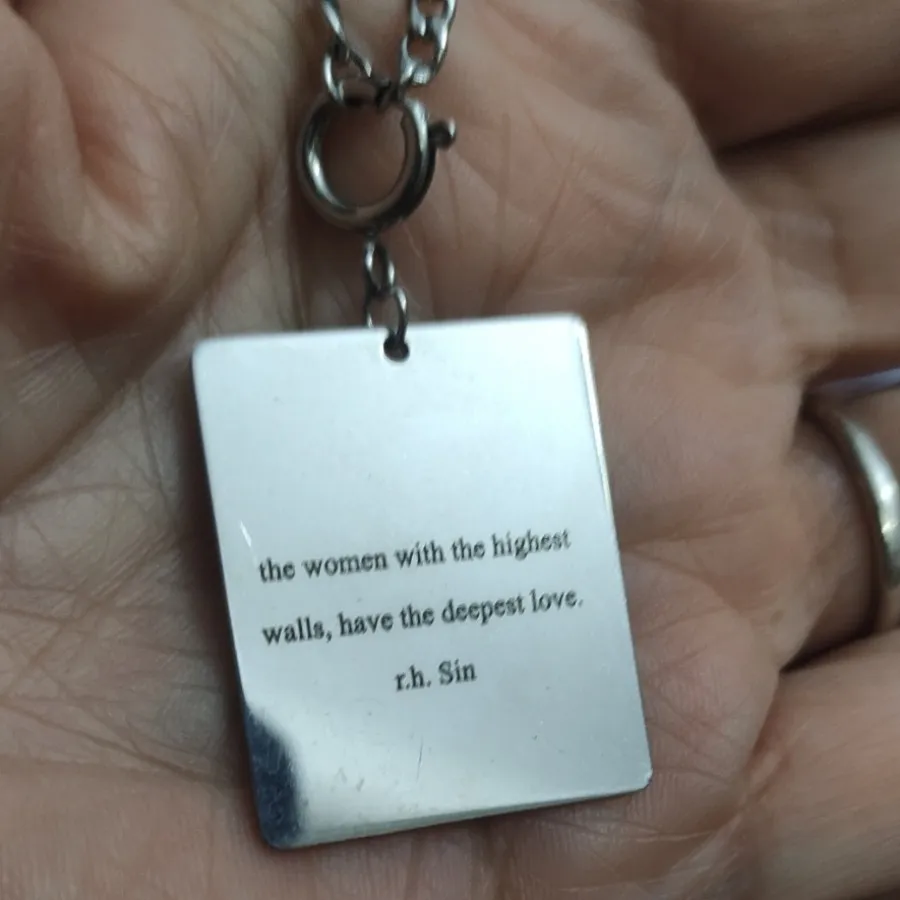 the women with the highest
walls, have the deepest love.
r.h. Sin